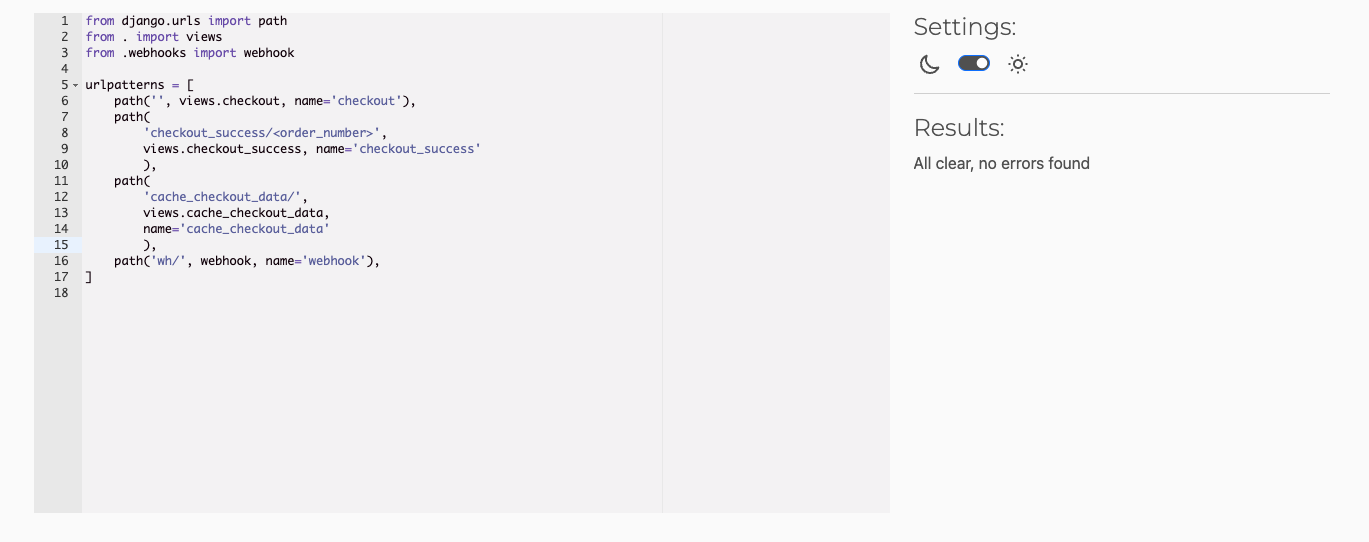 1 from django.urls import path
2 from . import views
3 from .webhooks import webhook
4
5 urlpatterns = [
6     path('', views.checkout, name='checkout'),
7     path(
8         'checkout_success/<order_number>',
9         views.checkout_success, name='checkout_success'
10         ),
11     path(
12         'cache_checkout_data/',
13         views.cache_checkout_data,
14         name='cache_checkout_data'
15         ),
16     path('wh/', webhook, name='webhook'),
17 ]
18
Settings:
Results:
All clear, no errors found